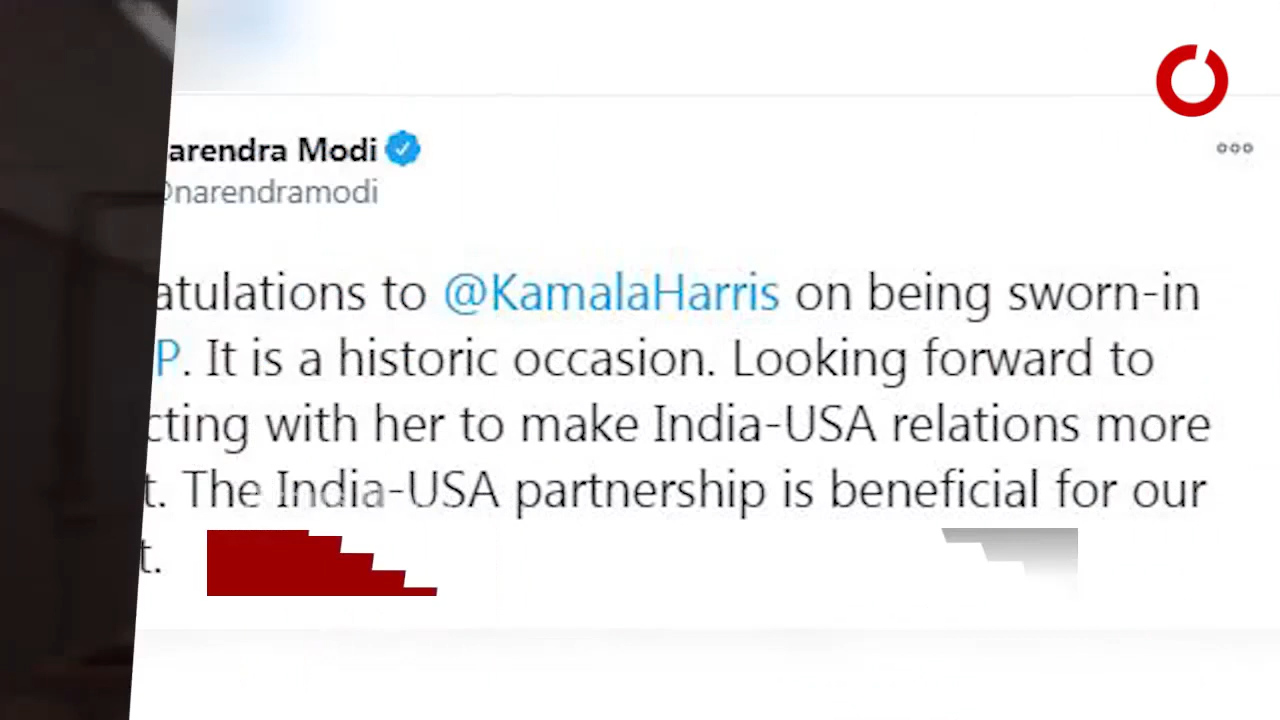 arendra Modi
@narendramodi
atulations to @KamalaHarris on being sworn-in
P. It is a historic occasion. Looking forward to
cting with her to make India-USA relations more
t. The India-USA partnership is beneficial for our
t.